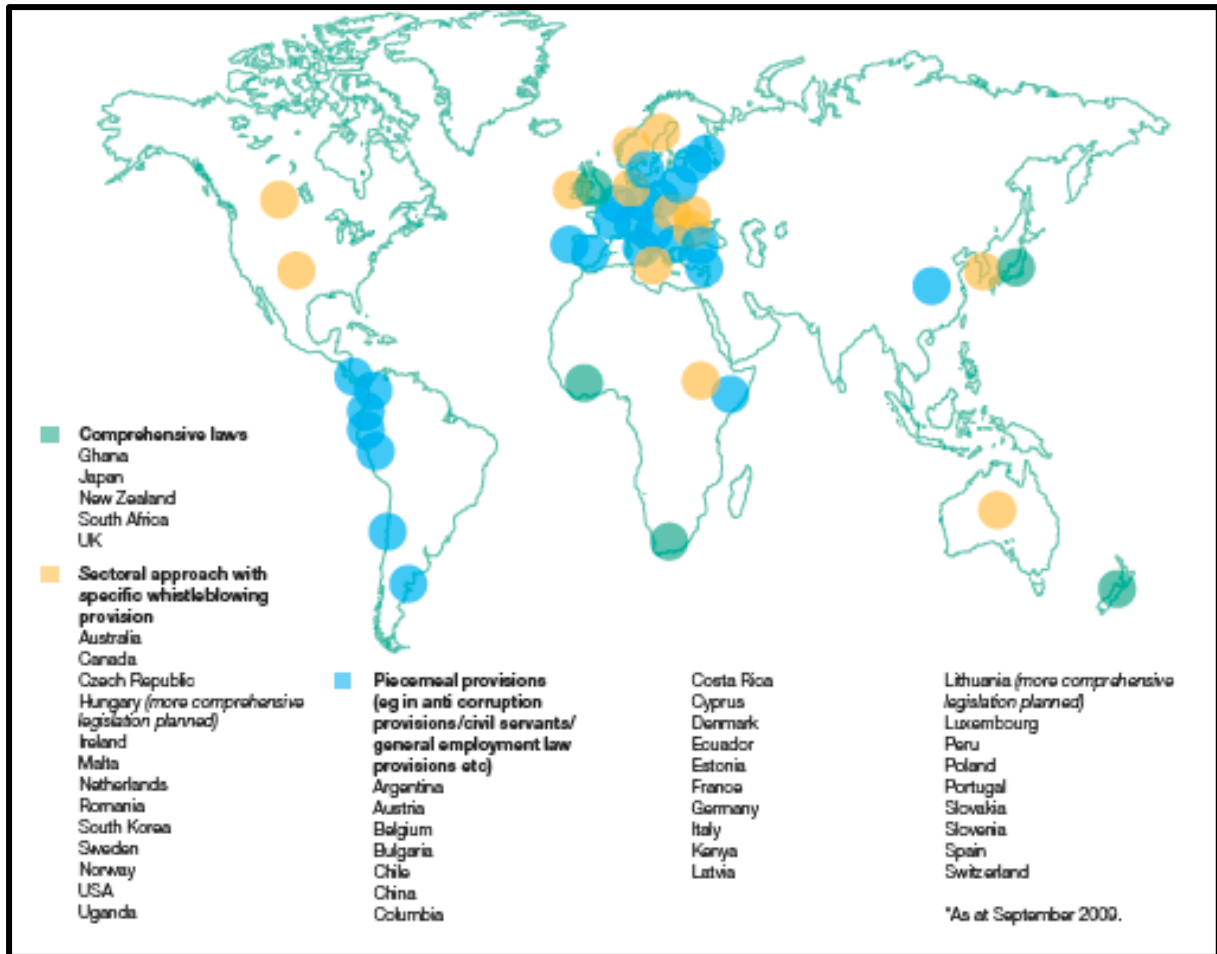 Comprehensive laws
Ghana
Japan
New Zealand
South Africa
UK
Sectoral approach with
specific whistleblowing
provision
Australia
Canada
Czech Republic
Hungary (more comprehensive
legislation planned)
Ireland
Malta
Netherlands
Romania
South Korea
Sweden
Norway
USA
Uganda
Piecemeal provisions
(eg in anti corruption
provisions/civil servants/
general employment law
provisions etc)
Argentina
Austria
Belgium
Bulgaria
Chile
China
Columbia
Costa Rica
Cyprus
Denmark
Ecuador
Estonia
France
Germany
Italy
Kenya
Latvia
Lithuania (more comprehensive
legislation planned)
Luxembourg
Peru
Poland
Portugal
Slovakia
Slovenia
Spain
Switzerland
*As at September 2009.